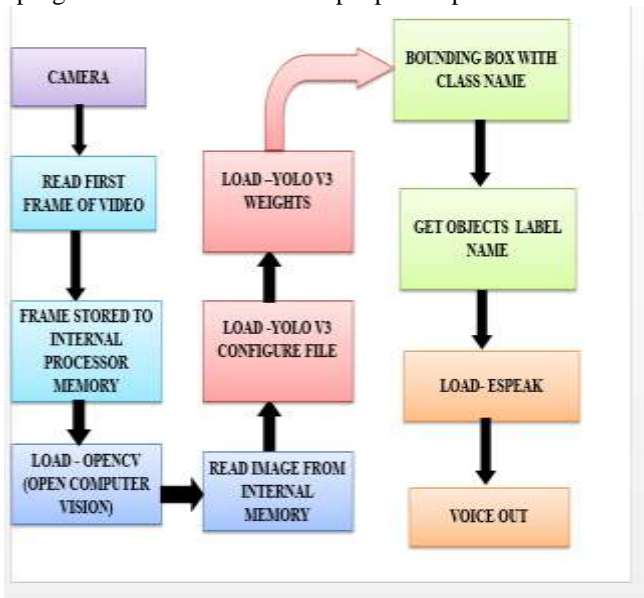 CAMERA
READ FIRST
FRAME OF VIDEO
FRAME STORED TO
INTERNAL
PROCESSOR
MEMORY
LOAD - OPENCV
(OPEN COMPUTER
VISION)
READ IMAGE FROM
INTERNAL
MEMORY
LOAD -YOLO V3
CONFIGURE FILE
LOAD –YOLO V3
WEIGHTS
BOUNDING BOX WITH
CLASS NAME
GET OBJECTS LABEL
NAME
LOAD- ESPEAK
VOICE OUT